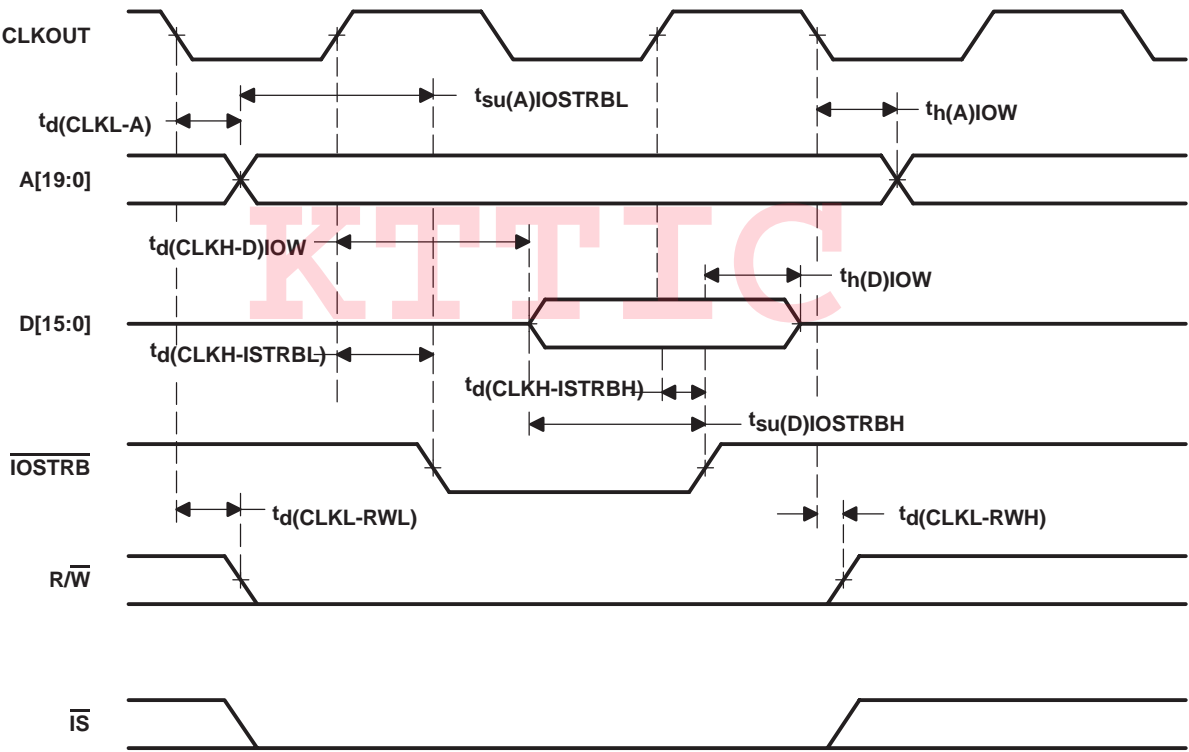 CLKOUT
tsu(A)IOSTRBL
td(CLKL-A)
th(A)IOW
A[19:0]
KTTIC
td(CLKH-D)IOW
th(D)IOW
D[15:0]
td(CLKH-ISTRBL)
td(CLKH-ISTRBH)
tsu(D)IOSTRBH
IOSTRB
td(CLKL-RWL)
td(CLKL-RWH)
R/W
IS